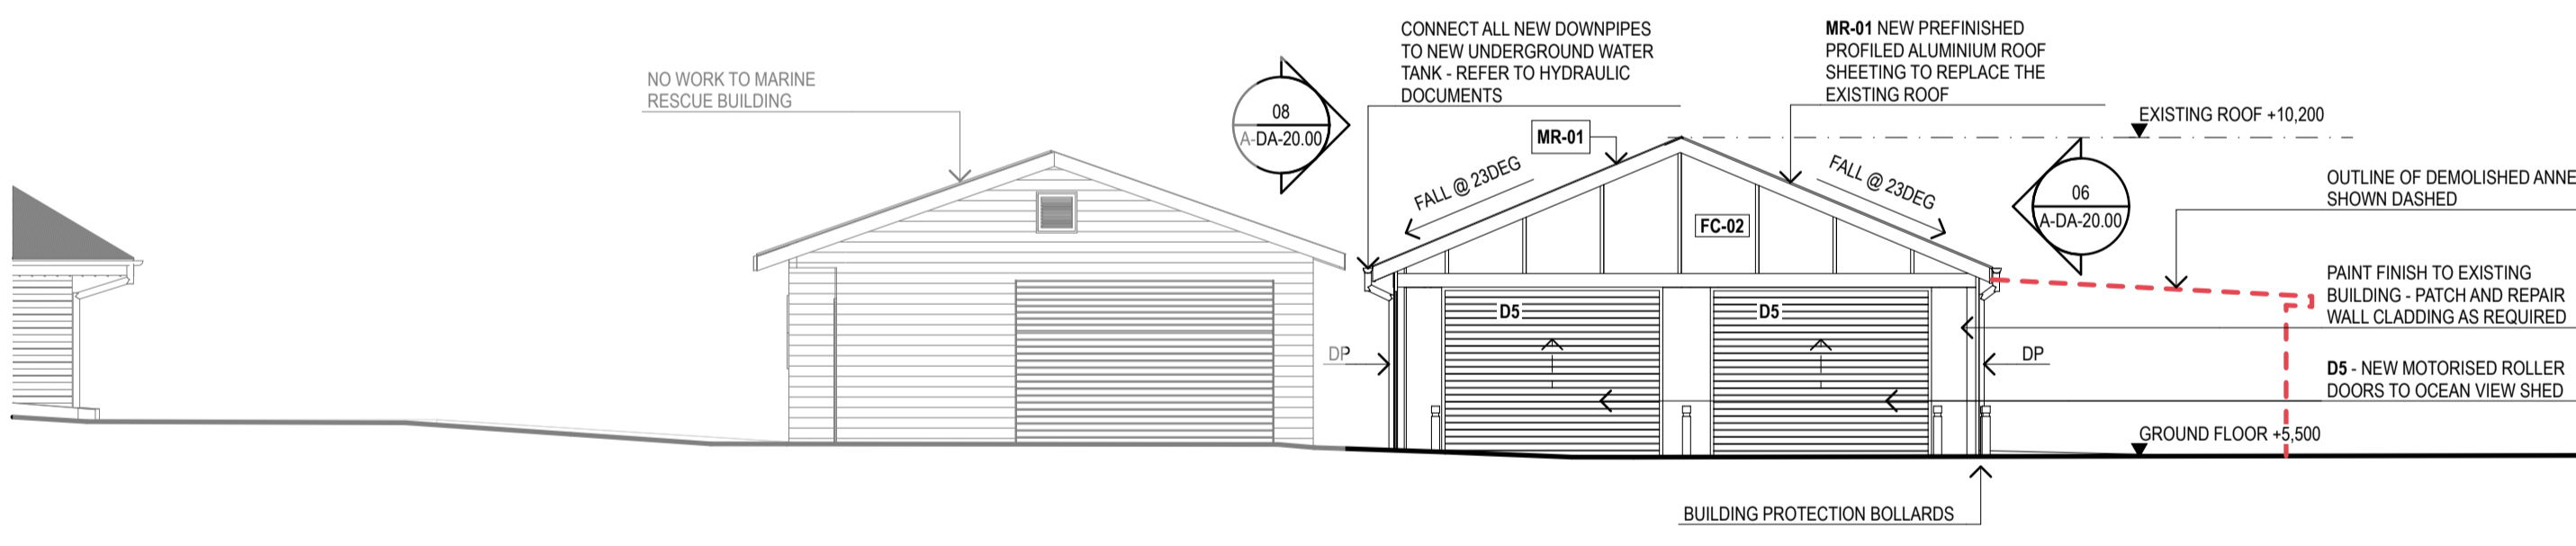 NO WORK TO MARINE
RESCUE BUILDING
08
A-DA-20.00
CONNECT ALL NEW DOWNPIPES
TO NEW UNDERGROUND WATER
TANK - REFER TO HYDRAULIC
DOCUMENTS
MR-01
MR-01 NEW PREFINISHED
PROFILED ALUMINIUM ROOF
SHEETING TO REPLACE THE
EXISTING ROOF
EXISTING ROOF +10,200
FALL @ 23DEG
FALL @ 23DEG
FC-02
06
A-DA-20.00
OUTLINE OF DEMOLISHED ANNE
SHOWN DASHED
PAINT FINISH TO EXISTING
BUILDING - PATCH AND REPAIR
WALL CLADDING AS REQUIRED
D5
D5
DP
DP
D5 - NEW MOTORISED ROLLER
DOORS TO OCEAN VIEW SHED
GROUND FLOOR +5,500
BUILDING PROTECTION BOLLARDS